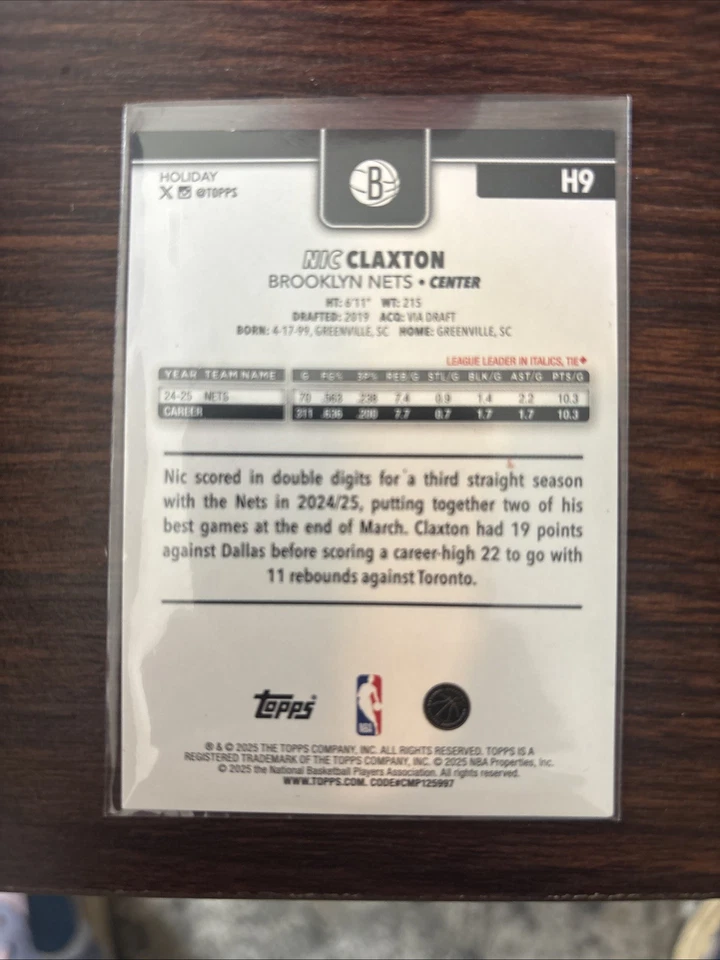 HOLIDAY
@TOPPS
H9
B
NIC CLAXTON
BROOKLYN NETS • CENTER
HT: 6'11" WT: 215
DRAFTED: 2019 ACQ: VIA DRAFT
BORN: 4-17-99, GREENVILLE, SC HOME: GREENVILLE, SC
LEAGUE LEADER IN ITALICS, TIE♦
YEAR TEAM NAME G FG% 3P% REB/G STL/G BLK/G AST/G PTS/G
24-25 NETS 70 .563 .238 7.4 0.9 1.4 2.2 10.3
CAREER 311 .636 .200 7.7 0.7 1.7 1.7 10.3
Nic scored in double digits for a third straight season
with the Nets in 2024/25, putting together two of his
best games at the end of March. Claxton had 19 points
against Dallas before scoring a career-high 22 to go with
11 rebounds against Toronto.
Topps
NBA
® & © 2025 THE TOPPS COMPANY, INC. ALL RIGHTS RESERVED. TOPPS IS A
REGISTERED TRADEMARK OF THE TOPPS COMPANY, INC. © 2025 NBA Properties, Inc.
© 2025 the National Basketball Players Association. All rights reserved.
WWW.TOPPS.COM. CODE#CMP125997